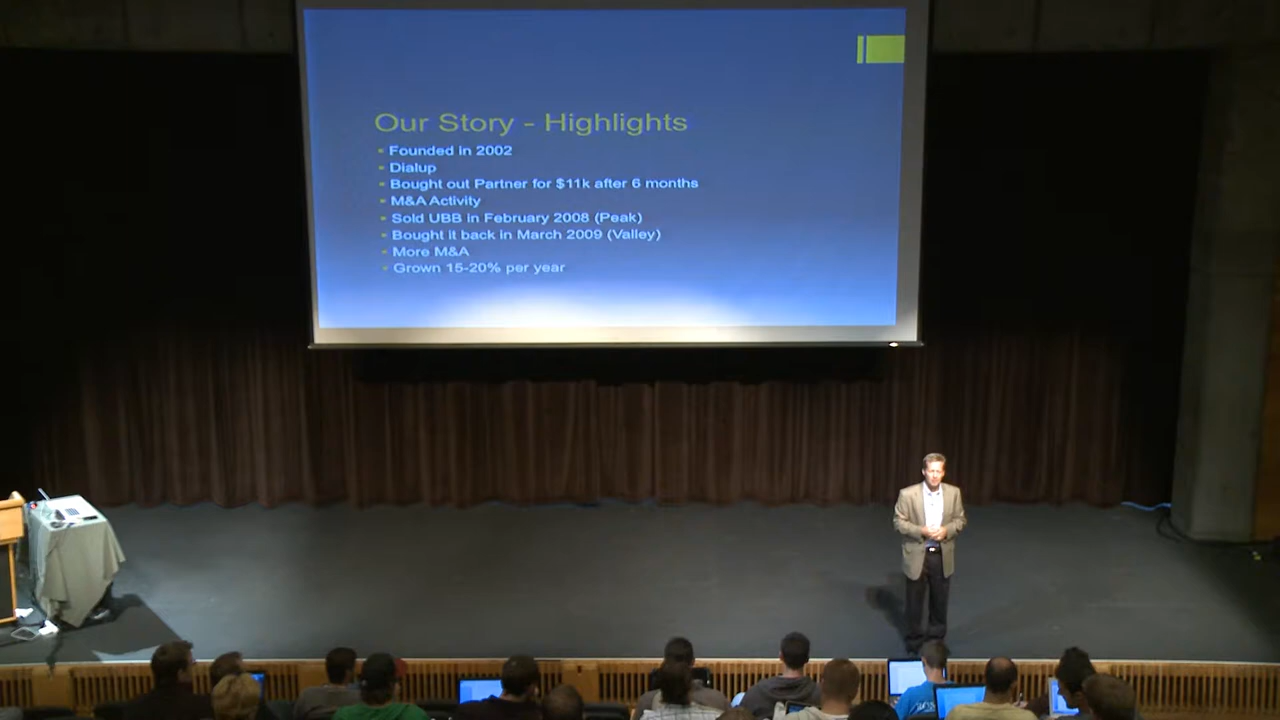 Our Story - Highlights
Founded in 2002
Dialup
Bought out Partner for $11k after 6 months
M&A Activity
Sold UBB in February 2008 (Peak)
Bought it back in March 2009 (Valley)
More M&A
Grown 15-20% per year